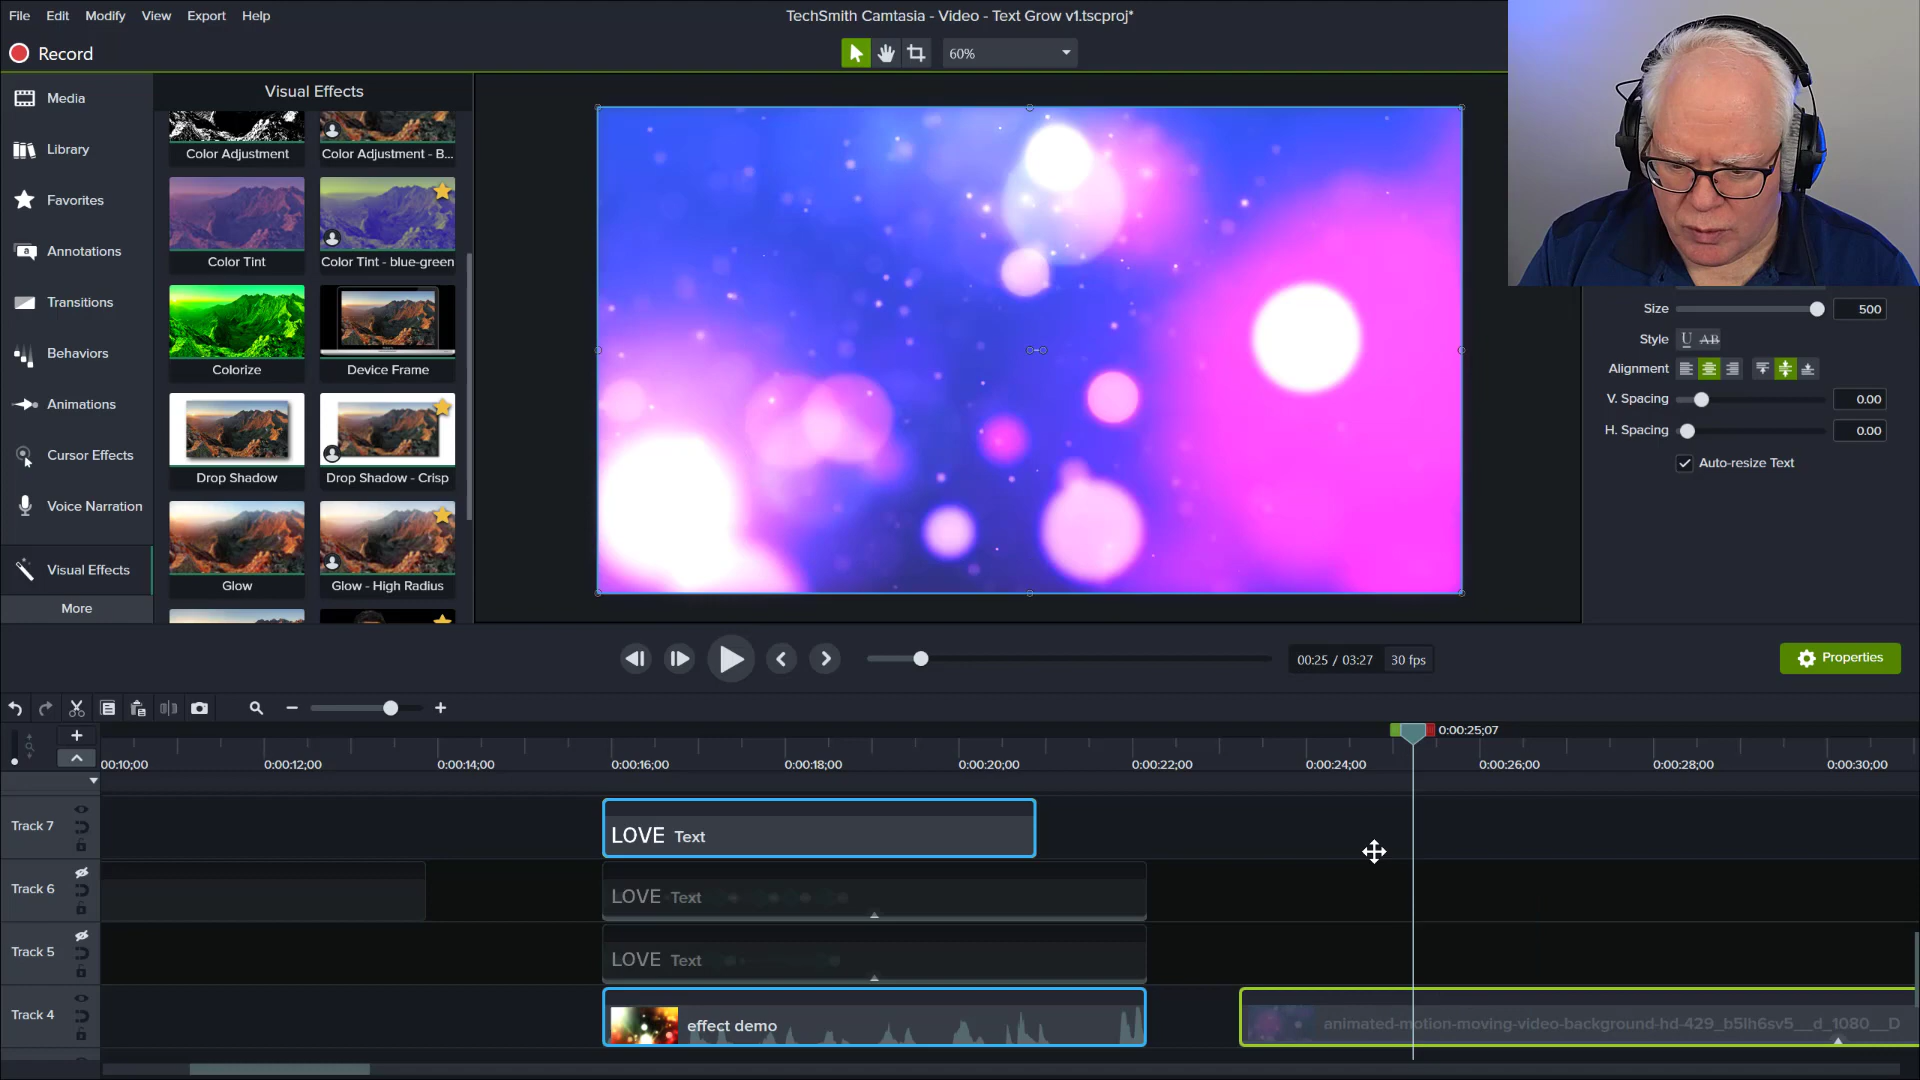 File Edit Modify View Export Help
TechSmith Camtasia - Video - Text Grow v1.tscproj*
Record
60%
Media
Library
Favorites
Annotations
Transitions
Behaviors
Animations
Cursor Effects
Voice Narration
Visual Effects
More
Visual Effects
Color Adjustment Color Adjustment - B...
Color Tint Color Tint - blue-green
Colorize Device Frame
Drop Shadow Drop Shadow - Crisp
Glow Glow - High Radius
Size 500
Style U AB
Alignment
V. Spacing 0.00
H. Spacing 0.00
Auto-resize Text
00:25 / 03:27 30 fps
Properties
0:00:25;07
00:10;00 0:00:12;00 0:00:14;00 0:00:16;00 0:00:18;00 0:00:20;00 0:00:22;00 0:00:24;00 0:00:26;00 0:00:28;00 0:00:30;00
Track 7 LOVE Text
Track 6 LOVE Text
Track 5 LOVE Text
Track 4 effect demo animated-motion-moving-video-background-hd-429_b5lh6sv5__d_1080__D